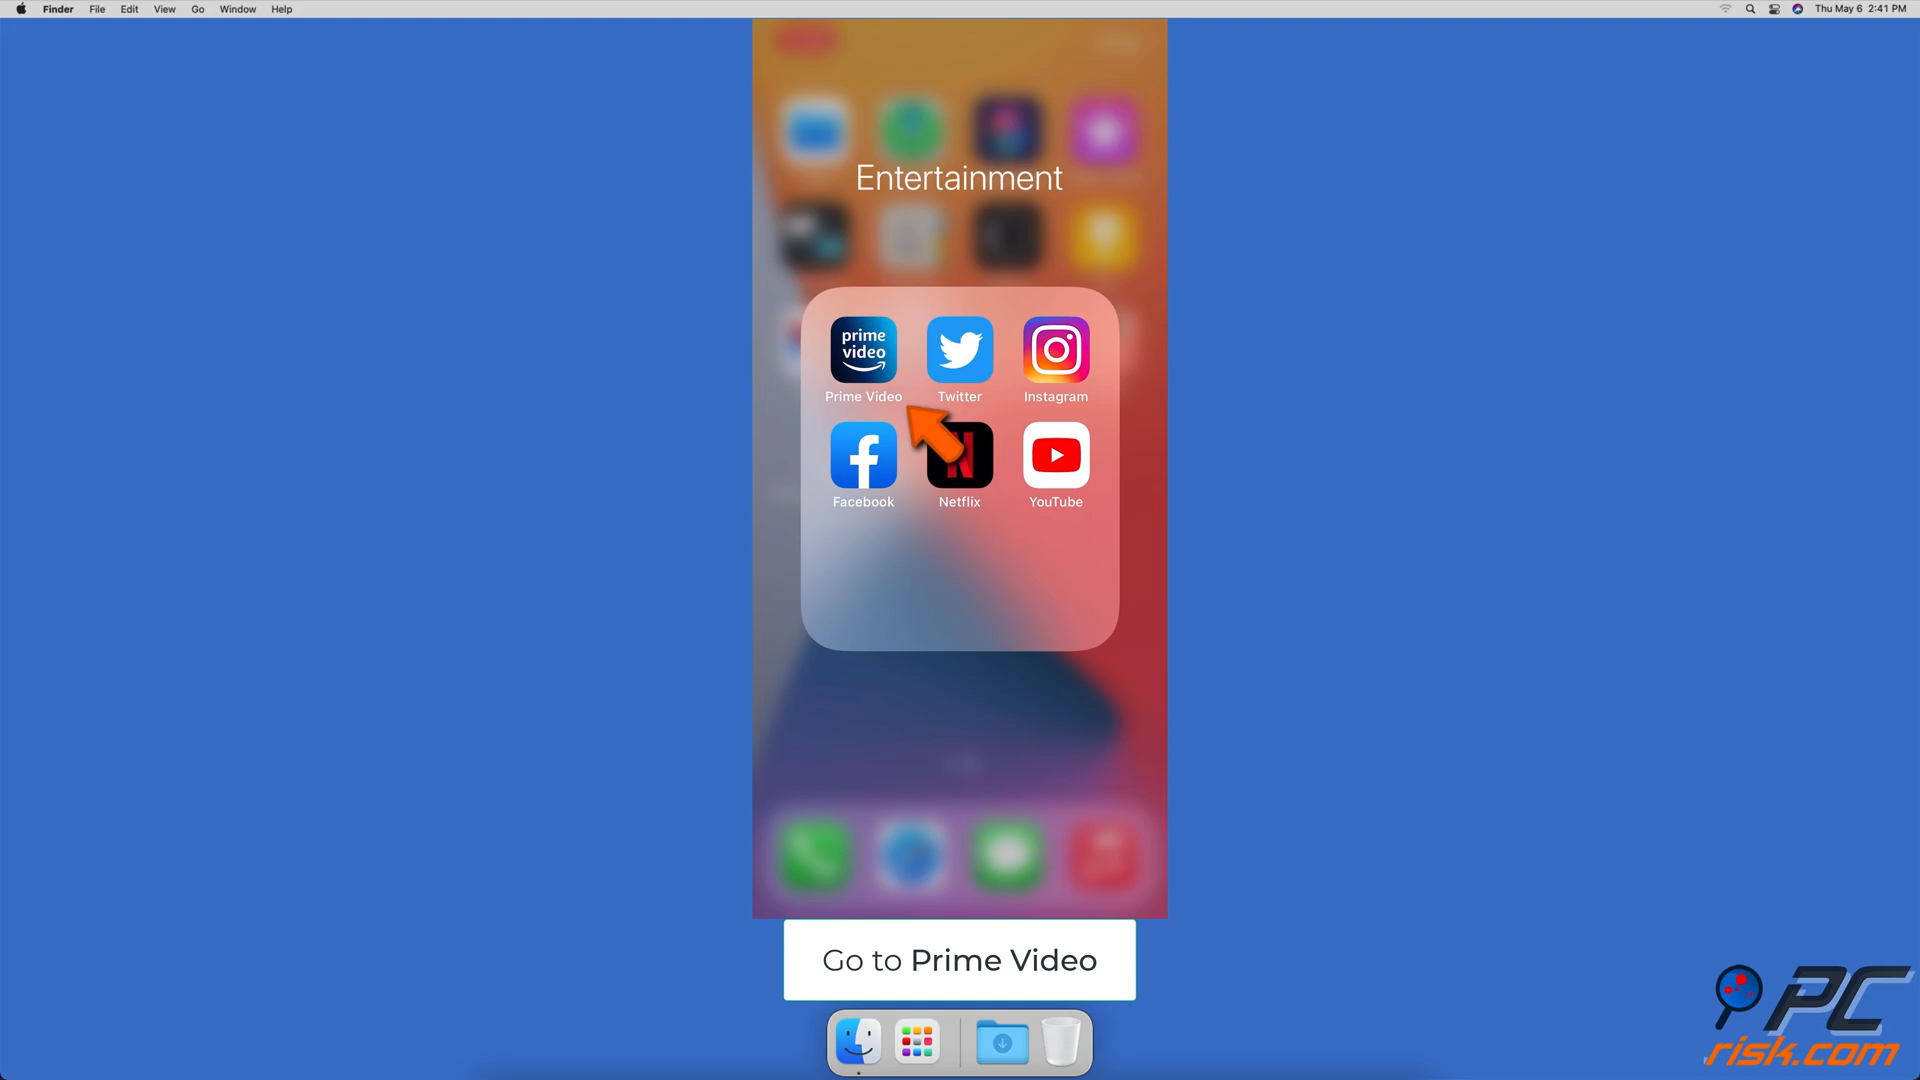 Finder File Edit View Go Window Help
Thu May 6 2:41 PM
Entertainment
prime
video
Prime Video Twitter Instagram
Facebook Netflix YouTube
Go to Prime Video
PC
risk.com